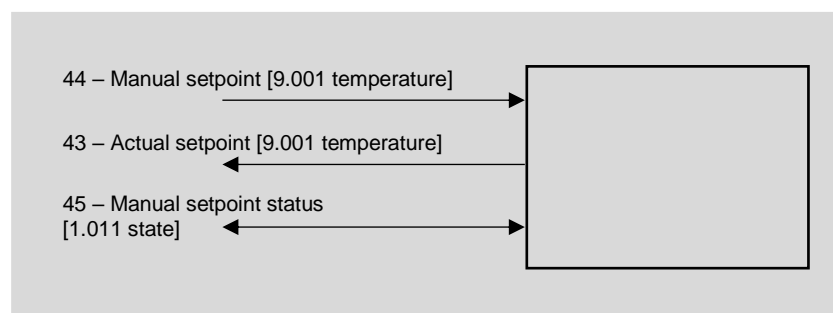 44 – Manual setpoint [9.001 temperature]
43 – Actual setpoint [9.001 temperature]
45 – Manual setpoint status
[1.011 state]